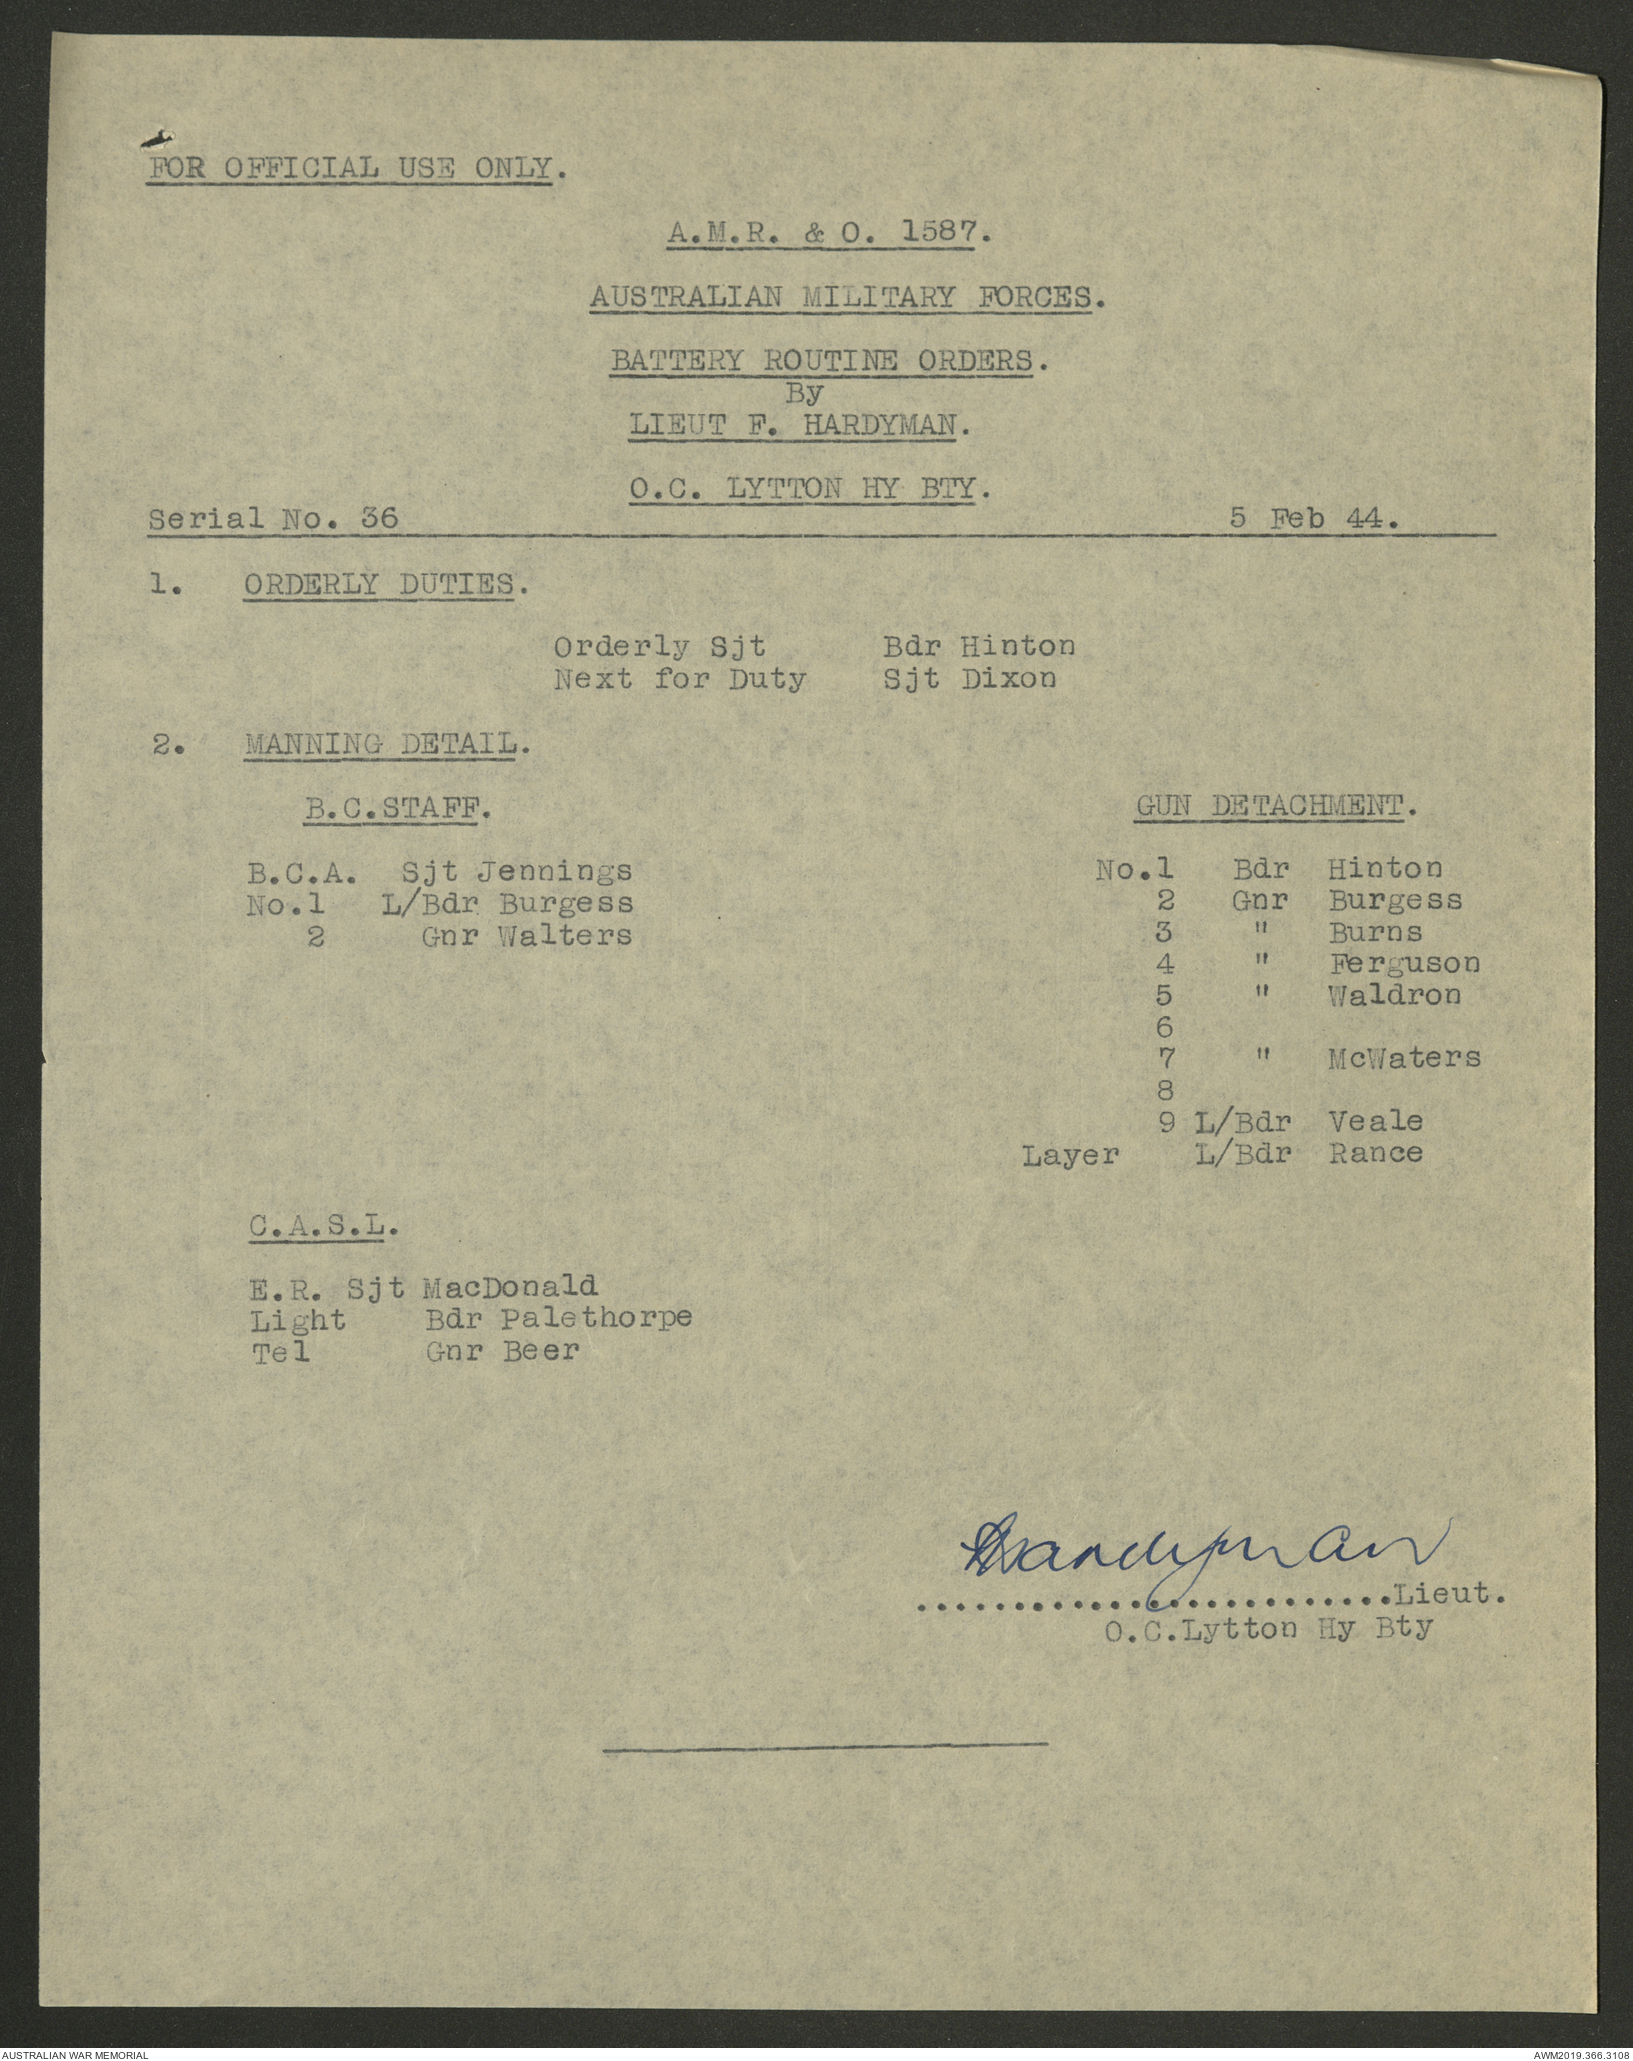 FOR OFFICIAL USE ONLY.
A.M.R. & O. 1587.
AUSTRALIAN MILITARY FORCES.
BATTERY ROUTINE ORDERS.
By
LIEUT F. HARDYMAN.
O.C. LYTTON HY BTY.
Serial No. 36 5 Feb 44.
1. ORDERLY DUTIES.
Orderly Sjt Bdr Hinton
Next for Duty Sjt Dixon
2. MANNING DETAIL.
B.C.STAFF.
B.C.A. Sjt Jennings
No.1 L/Bdr Burgess
2 Gnr Walters
GUN DETACHMENT.
No.1 Bdr Hinton
2 Gnr Burgess
3 " Burns
4 " Ferguson
5 " Waldron
6
7 " McWaters
8
9 L/Bdr Veale
Layer L/Bdr Rance
C.A.S.L.
E.R. Sjt MacDonald
Light Bdr Palethorpe
Tel Gnr Beer
Hardyman
.........................Lieut.
O.C.Lytton Hy Bty
AUSTRALIAN WAR MEMORIAL AWM2019.366.3108